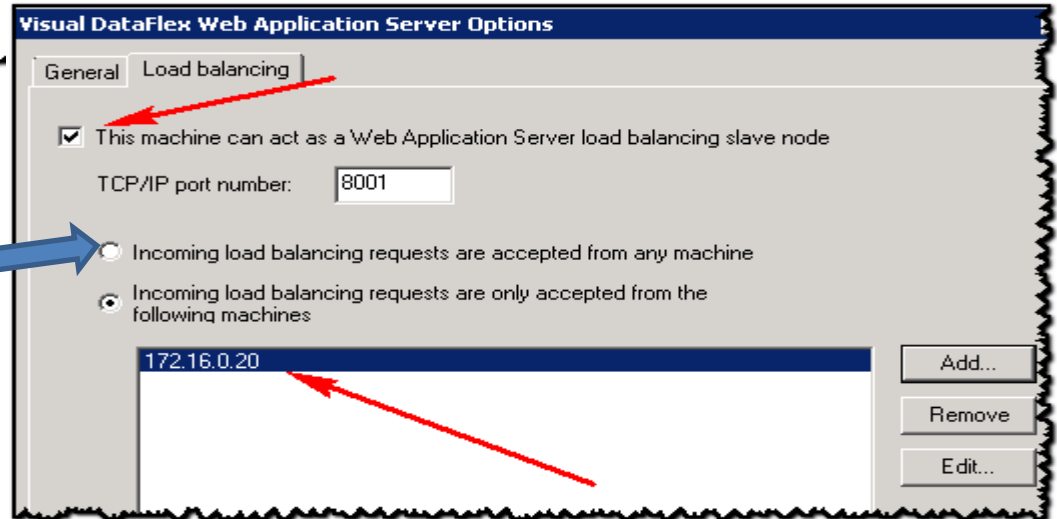 Visual DataFlex Web Application Server Options
General Load balancing
This machine can act as a Web Application Server load balancing slave node
TCP/IP port number: 8001
Incoming load balancing requests are accepted from any machine
Incoming load balancing requests are only accepted from the
following machines
172.16.0.20
Add...
Remove
Edit...